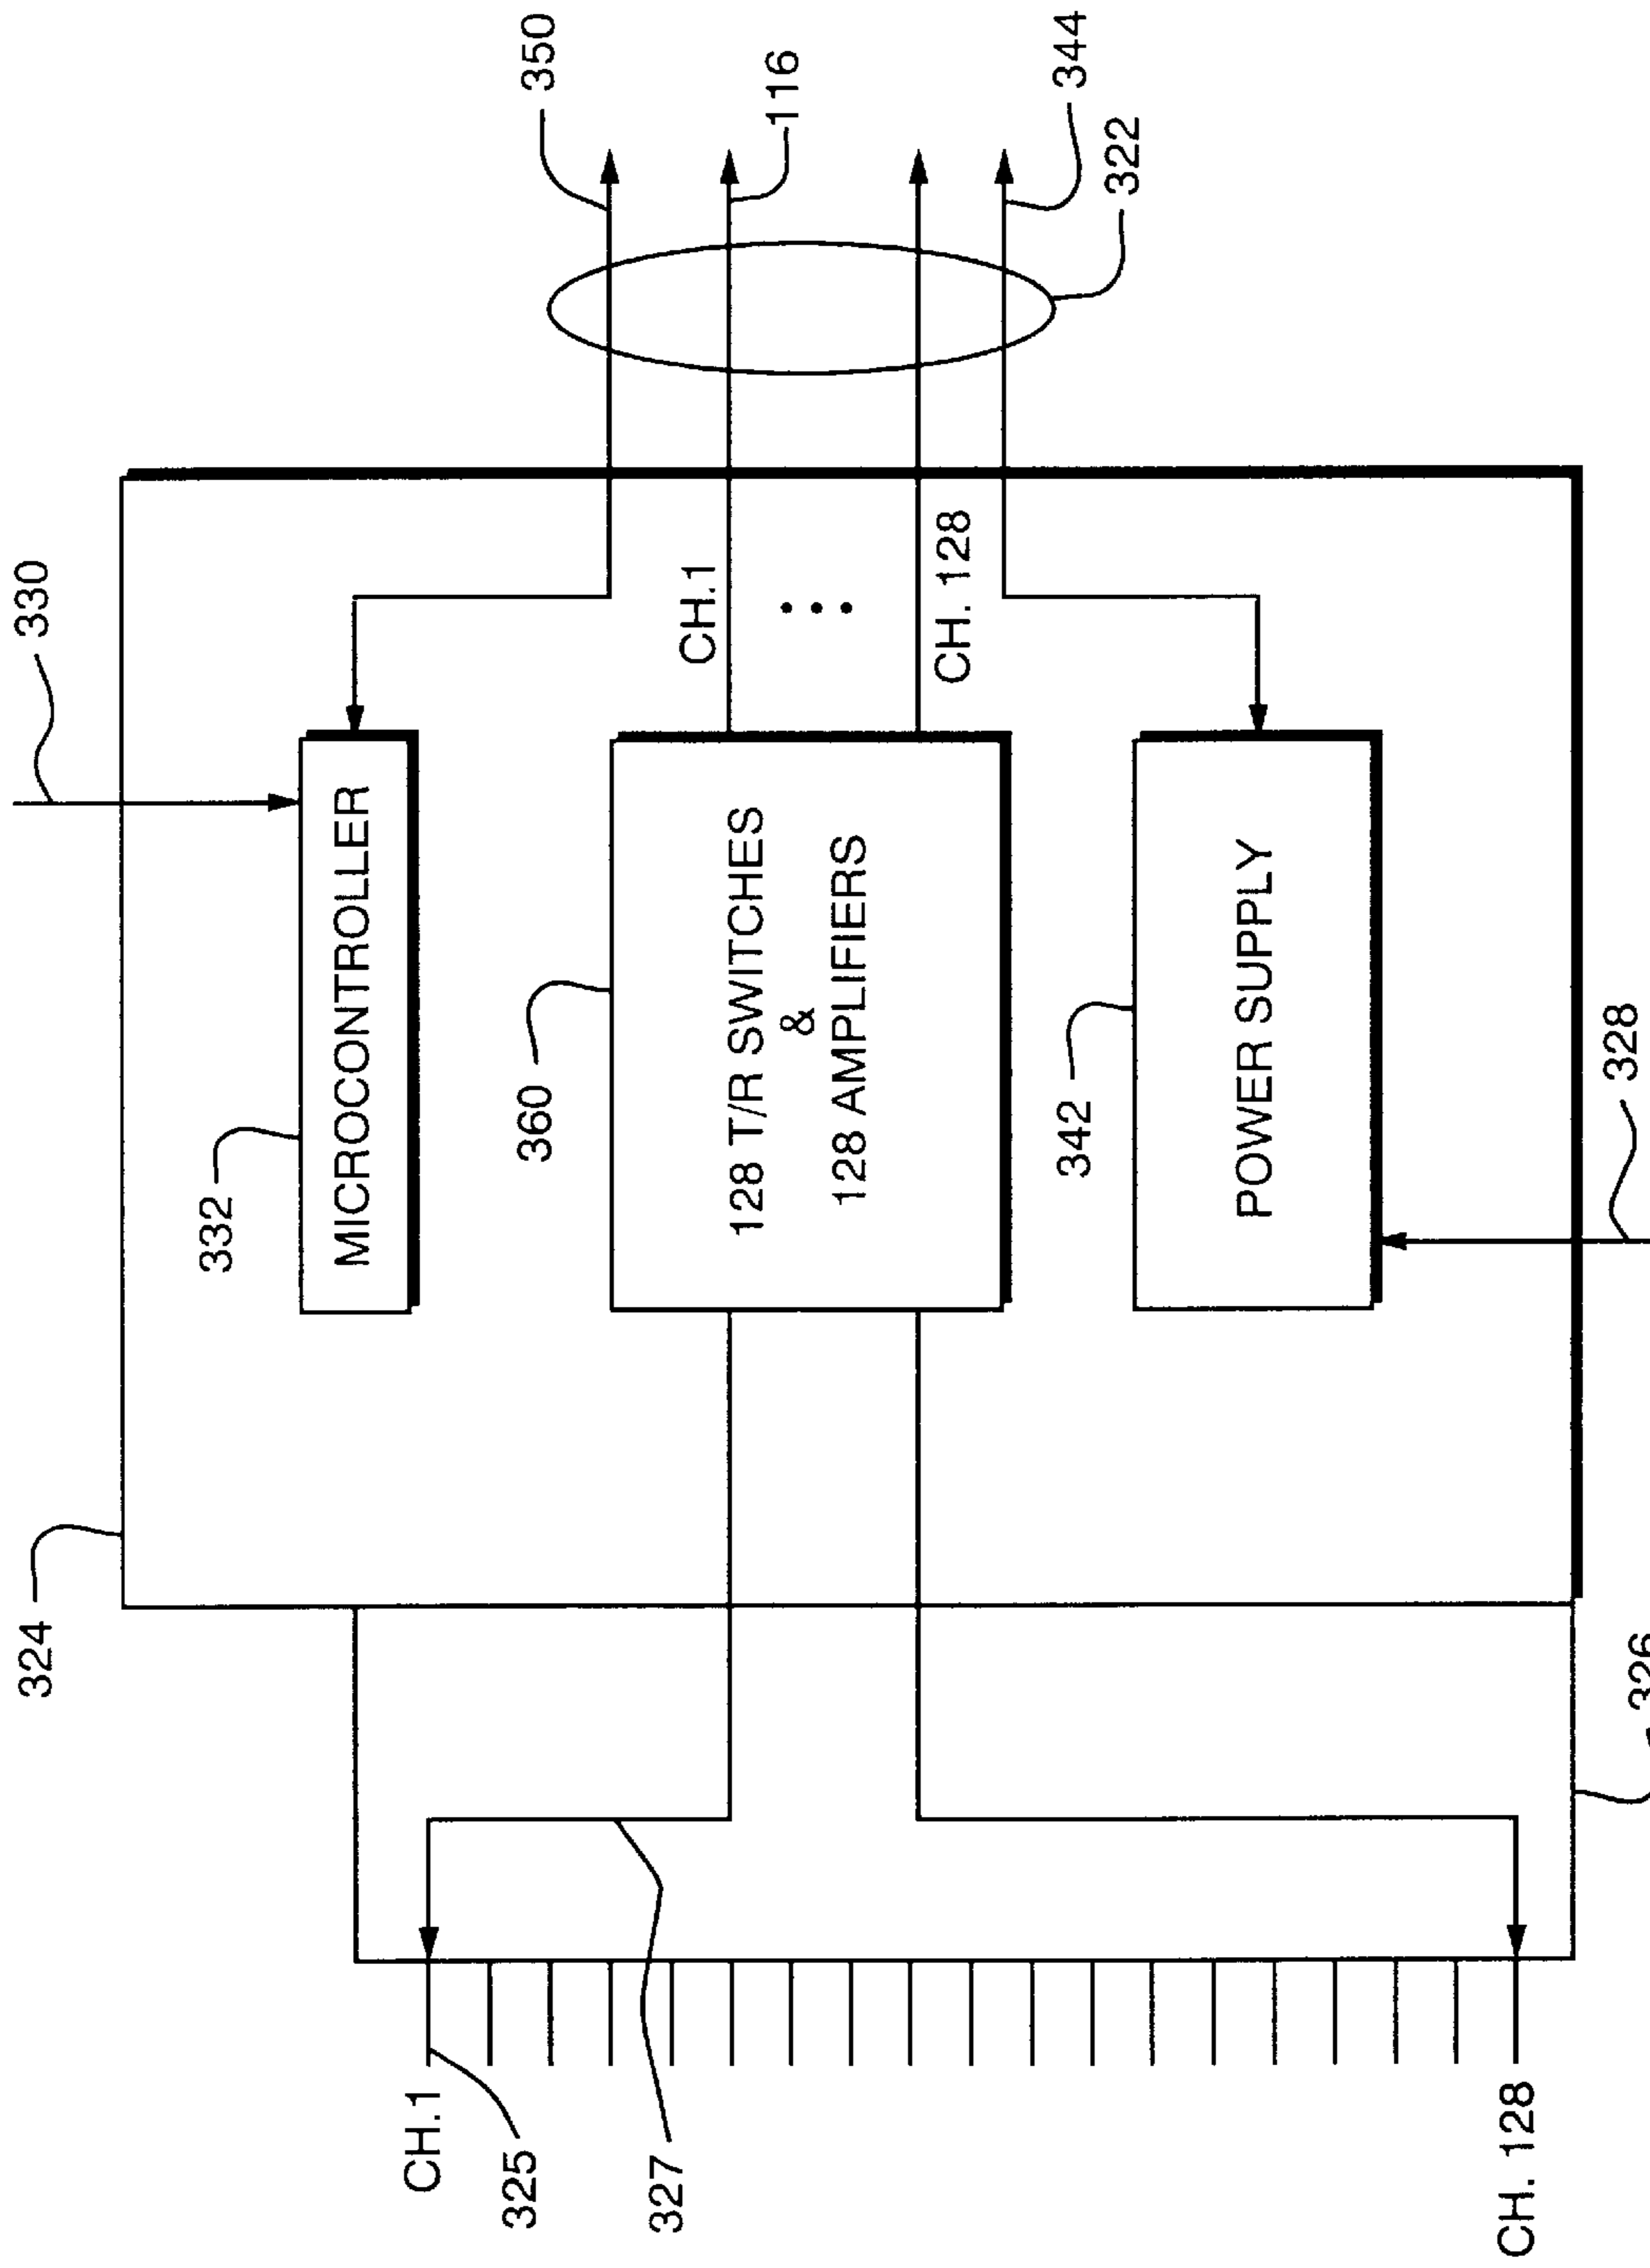 330
350
116
344
322
324
332
MICROCONTROLLER
360
128 T/R SWITCHES
&
128 AMPLIFIERS
342
POWER SUPPLY
328
326
CH.1
CH. 128
CH.1
325
327
CH. 128